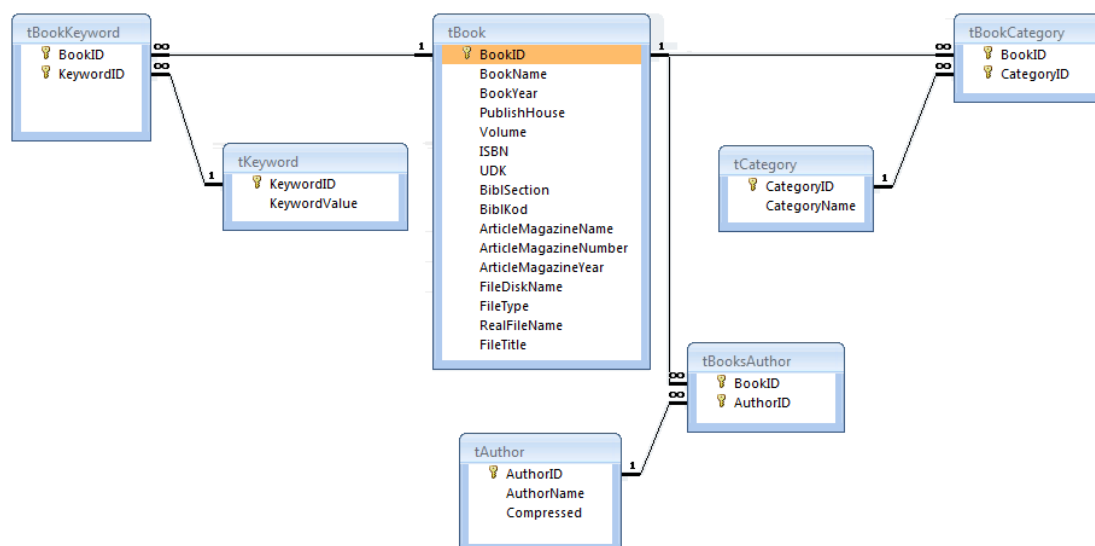 tBookKeyword
BookID
KeywordID
∞
∞
1
tKeyword
KeywordID
KeywordValue
1
tBook
BookID
BookName
BookYear
PublishHouse
Volume
ISBN
UDK
BiblSection
BiblKod
ArticleMagazineName
ArticleMagazineNumber
ArticleMagazineYear
FileDiskName
FileType
RealFileName
FileTitle
1
tBookCategory
BookID
CategoryID
∞
∞
tCategory
CategoryID
CategoryName
1
tBooksAuthor
BookID
AuthorID
∞
∞
tAuthor
AuthorID
AuthorName
Compressed
1